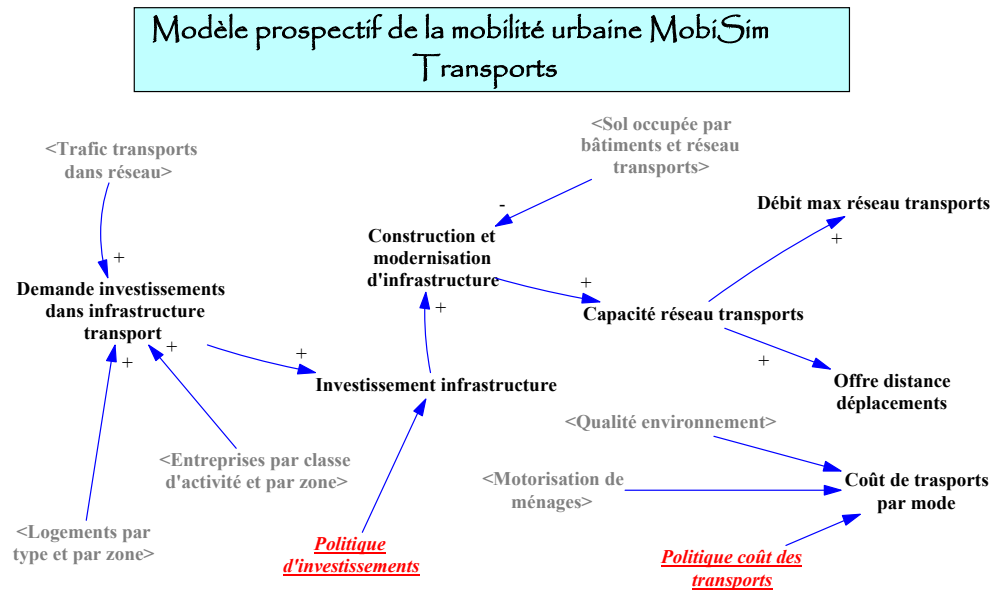 Modèle prospectif de la mobilité urbaine MobiSim
Transports
<Trafic transports
dans réseau>
<Sol occupée par
bâtiments et réseau
transports>
Débit max réseau transports
-
+
Construction et
modernisation
d'infrastructure
+
Demande investissements
dans infrastructure
transport
+
+
Capacité réseau transports
+
+
+
+
+
Investissement infrastructure
Offre distance
déplacements
<Qualité environnement>
<Entreprises par classe
d'activité et par zone>
<Motorisation de
ménages>
Coût de trasports
par mode
<Logements par
type et par zone>
Politique
d'investissements
Politique coût des
transports